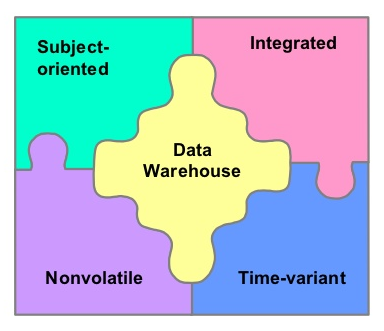 Subject-
oriented
Integrated
Data
Warehouse
Nonvolatile
Time-variant